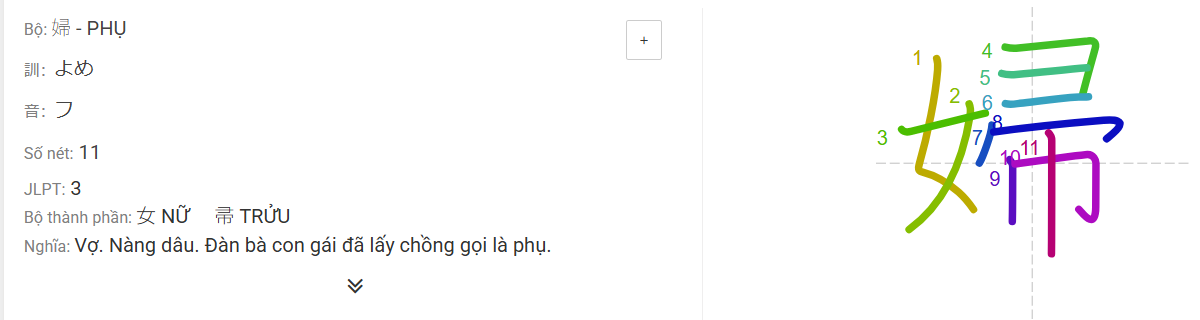 Bộ: 婦 - PHỤ
+
訓: よめ
音: フ
Số nét: 11
JLPT: 3
Bộ thành phần: 女 NỮ 帚 TRỬU
Nghĩa: Vợ. Nàng dâu. Đàn bà con gái đã lấy chồng gọi là phụ.
婦
1
2
3
4
5
6
7
8
9
10
11